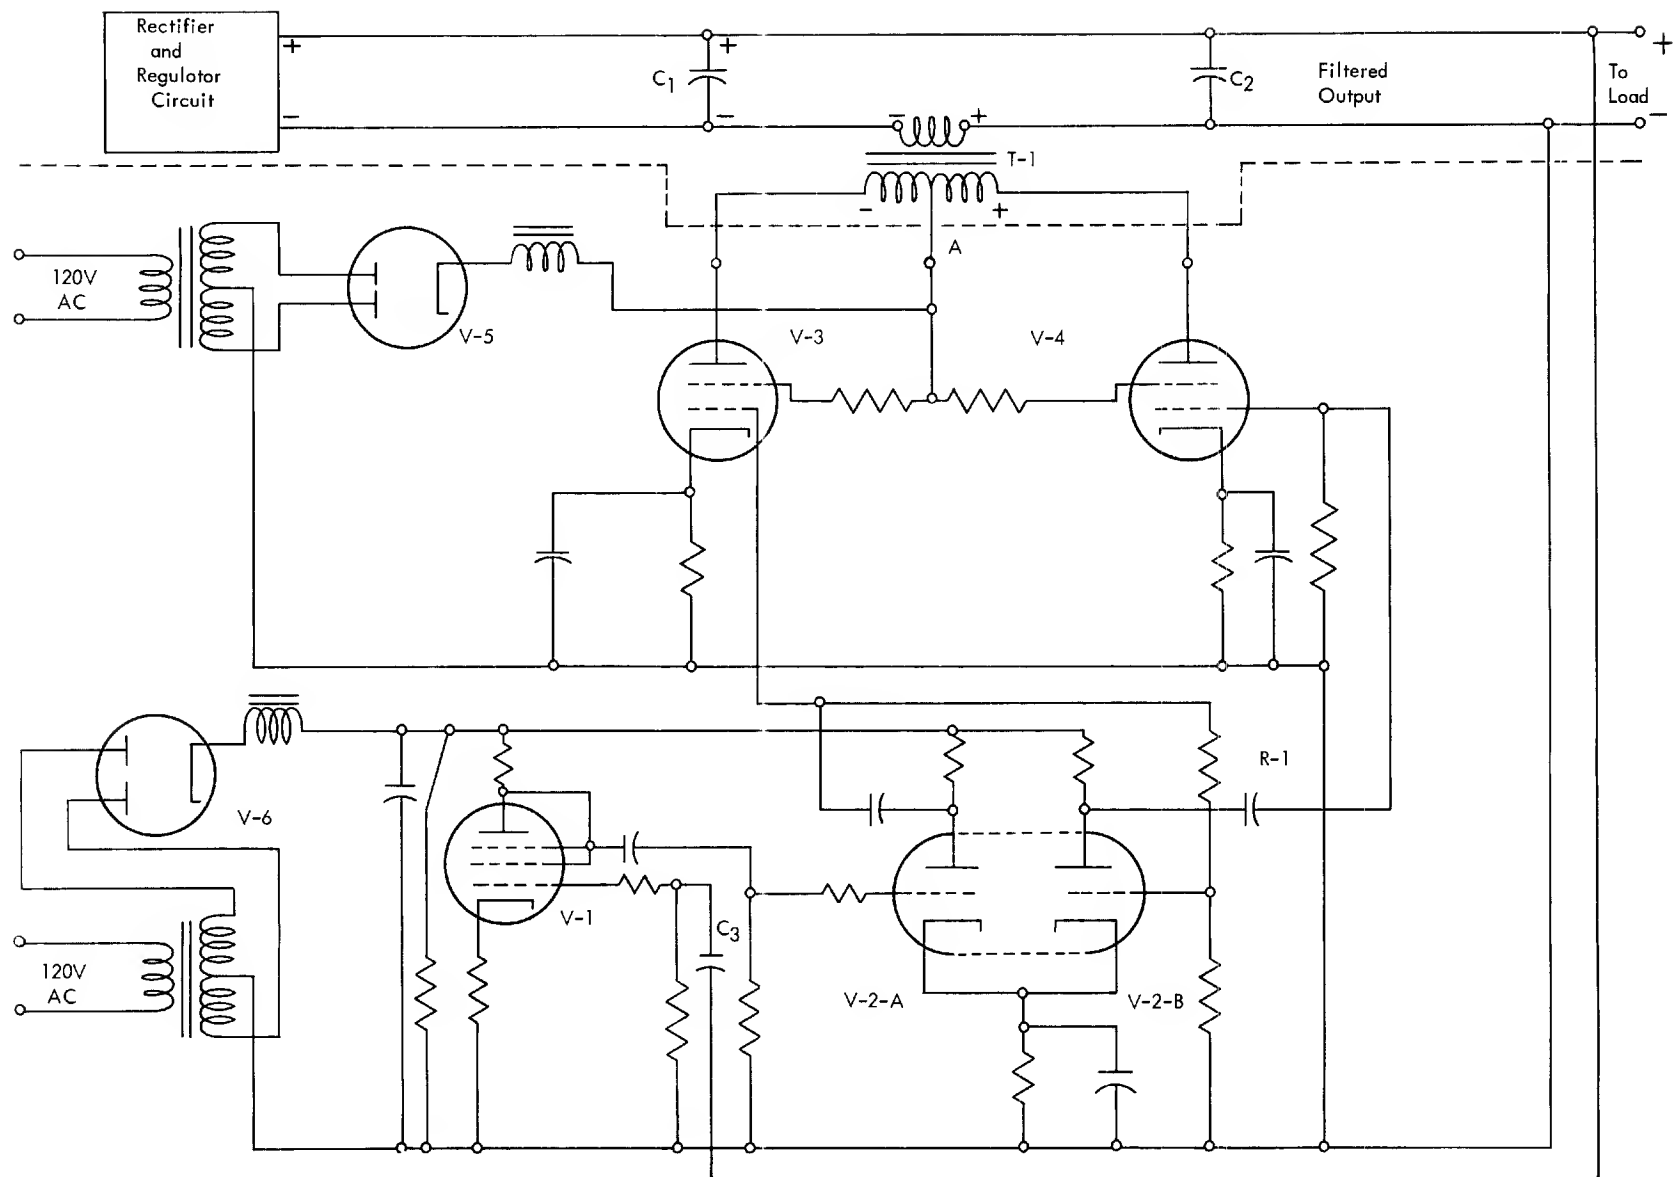 Rectifier
and
Regulotor
Circuit
+
+
+
C1
C2
Filtered
Output
To
Load
-
-
-
-
+
T-1
-
+
A
120V
AC
V-5
V-3
V-4
R-1
V-6
V-1
C3
120V
AC
V-2-A
V-2-B